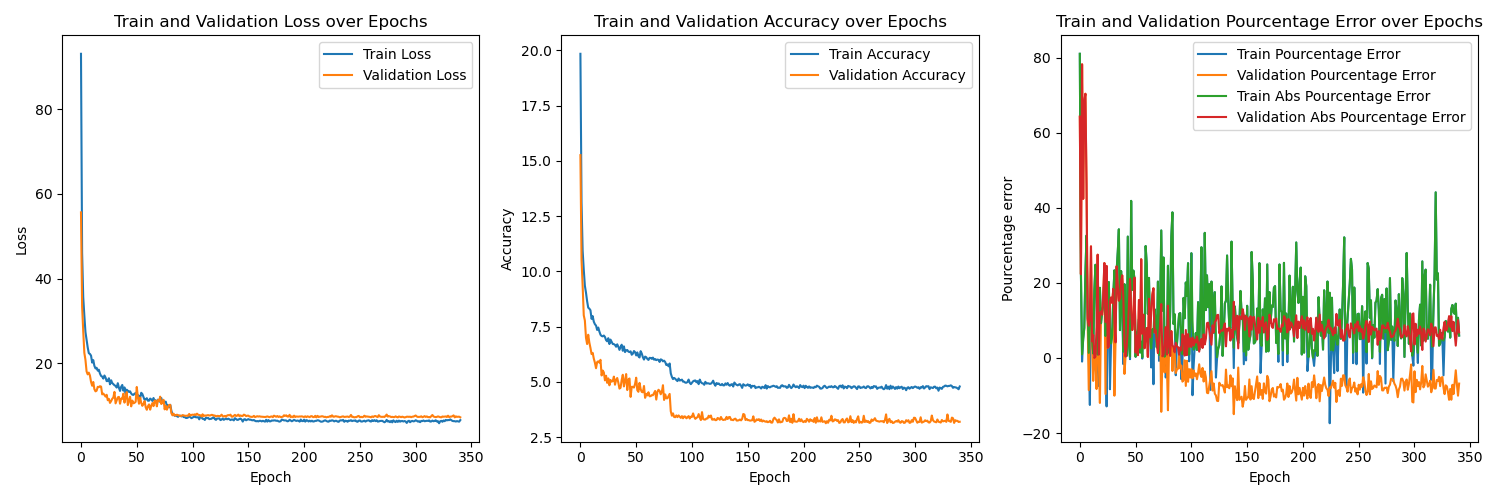 Train and Validation Loss over Epochs
Train Loss
Validation Loss
Loss
80
60
40
20
0
50
100
150
200
250
300
350
Epoch
Train and Validation Accuracy over Epochs
Train Accuracy
Validation Accuracy
Accuracy
20.0
17.5
15.0
12.5
10.0
7.5
5.0
2.5
0
50
100
150
200
250
300
350
Epoch
Train and Validation Pourcentage Error over Epochs
Train Pourcentage Error
Validation Pourcentage Error
Train Abs Pourcentage Error
Validation Abs Pourcentage Error
Pourcentage error
80
60
40
20
0
−20
0
50
100
150
200
250
300
350
Epoch